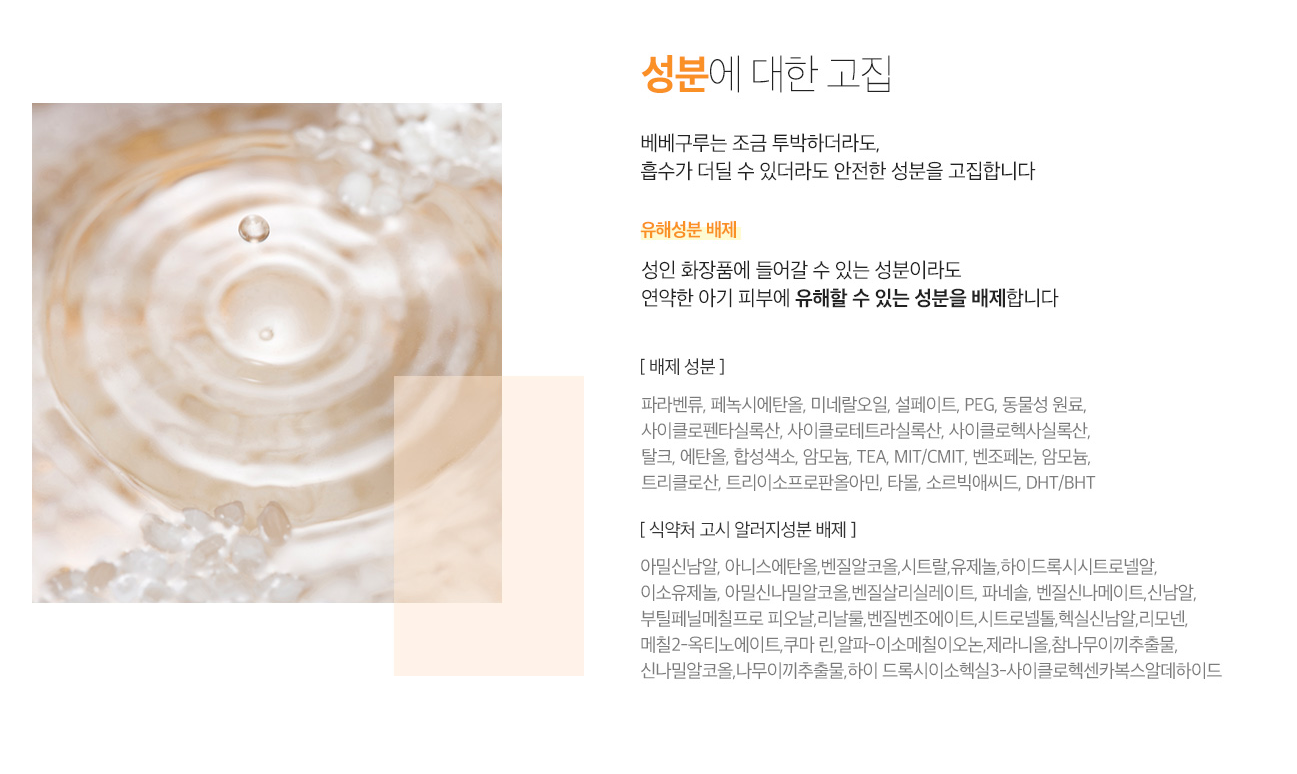 성분에 대한 고집
베베구루는 조금 투박하더라도,
흡수가 더딜 수 있더라도 안전한 성분을 고집합니다
유해성분 배제
성인 화장품에 들어갈 수 있는 성분이라도
연약한 아기 피부에 유해할 수 있는 성분을 배제합니다
[ 배제 성분 ]
파라벤류, 페녹시에탄올, 미네랄오일, 설페이트, PEG, 동물성 원료,
사이클로펜타실록산, 사이클로테트라실록산, 사이클로헥사실록산,
탈크, 에탄올, 합성색소, 암모늄, TEA, MIT/CMIT, 벤조페논, 암모늄,
트리클로산, 트리이소프로판올아민, 타몰, 소르빅애씨드, DHT/BHT
[ 식약처 고시 알러지성분 배제 ]
아밀신남알, 아니스에탄올,벤질알코올,시트랄,유제놀,하이드록시시트로넬알,
이소유제놀, 아밀신나밀알코올,벤질살리실레이트, 파네솔, 벤질신나메이트,신남알,
부틸페닐메칠프로 피오날,리날룰,벤질벤조에이트,시트로넬톨,헥실신남알,리모넨,
메칠2-옥티노에이트,쿠마 린,알파-이소메칠이오논,제라니올,참나무이끼추출물,
신나밀알코올,나무이끼추출물,하이 드록시이소헥실3-사이클로헥센카복스알데하이드